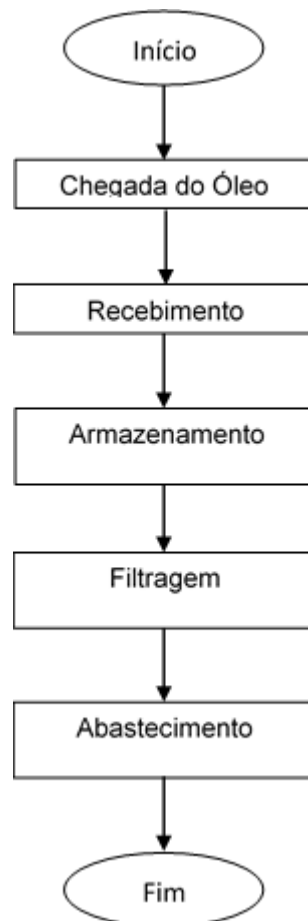 Início
Chegada do Óleo
Recebimento
Armazenamento
Filtragem
Abastecimento
Fim